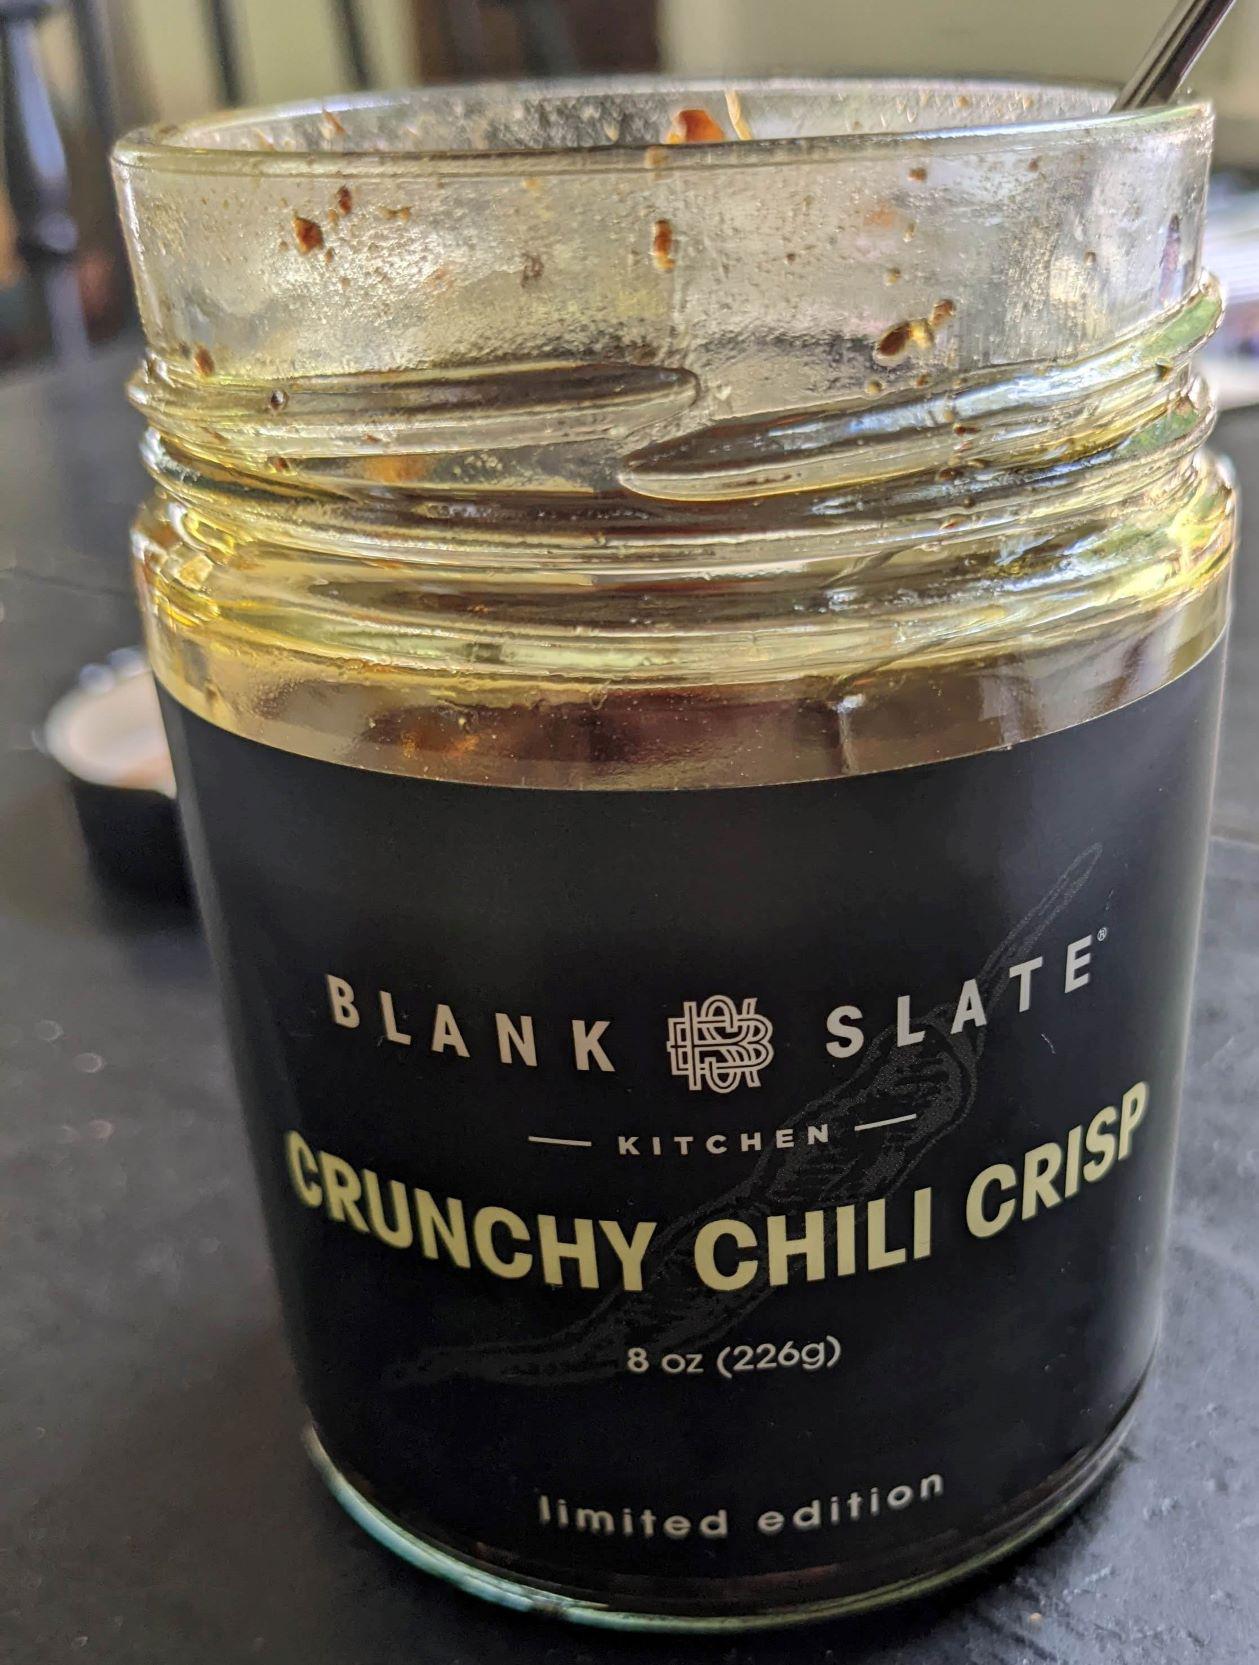 BLANK SLATE®
KITCHEN
CRUNCHY CHILI CRISP
8 oz (226g)
limited edition